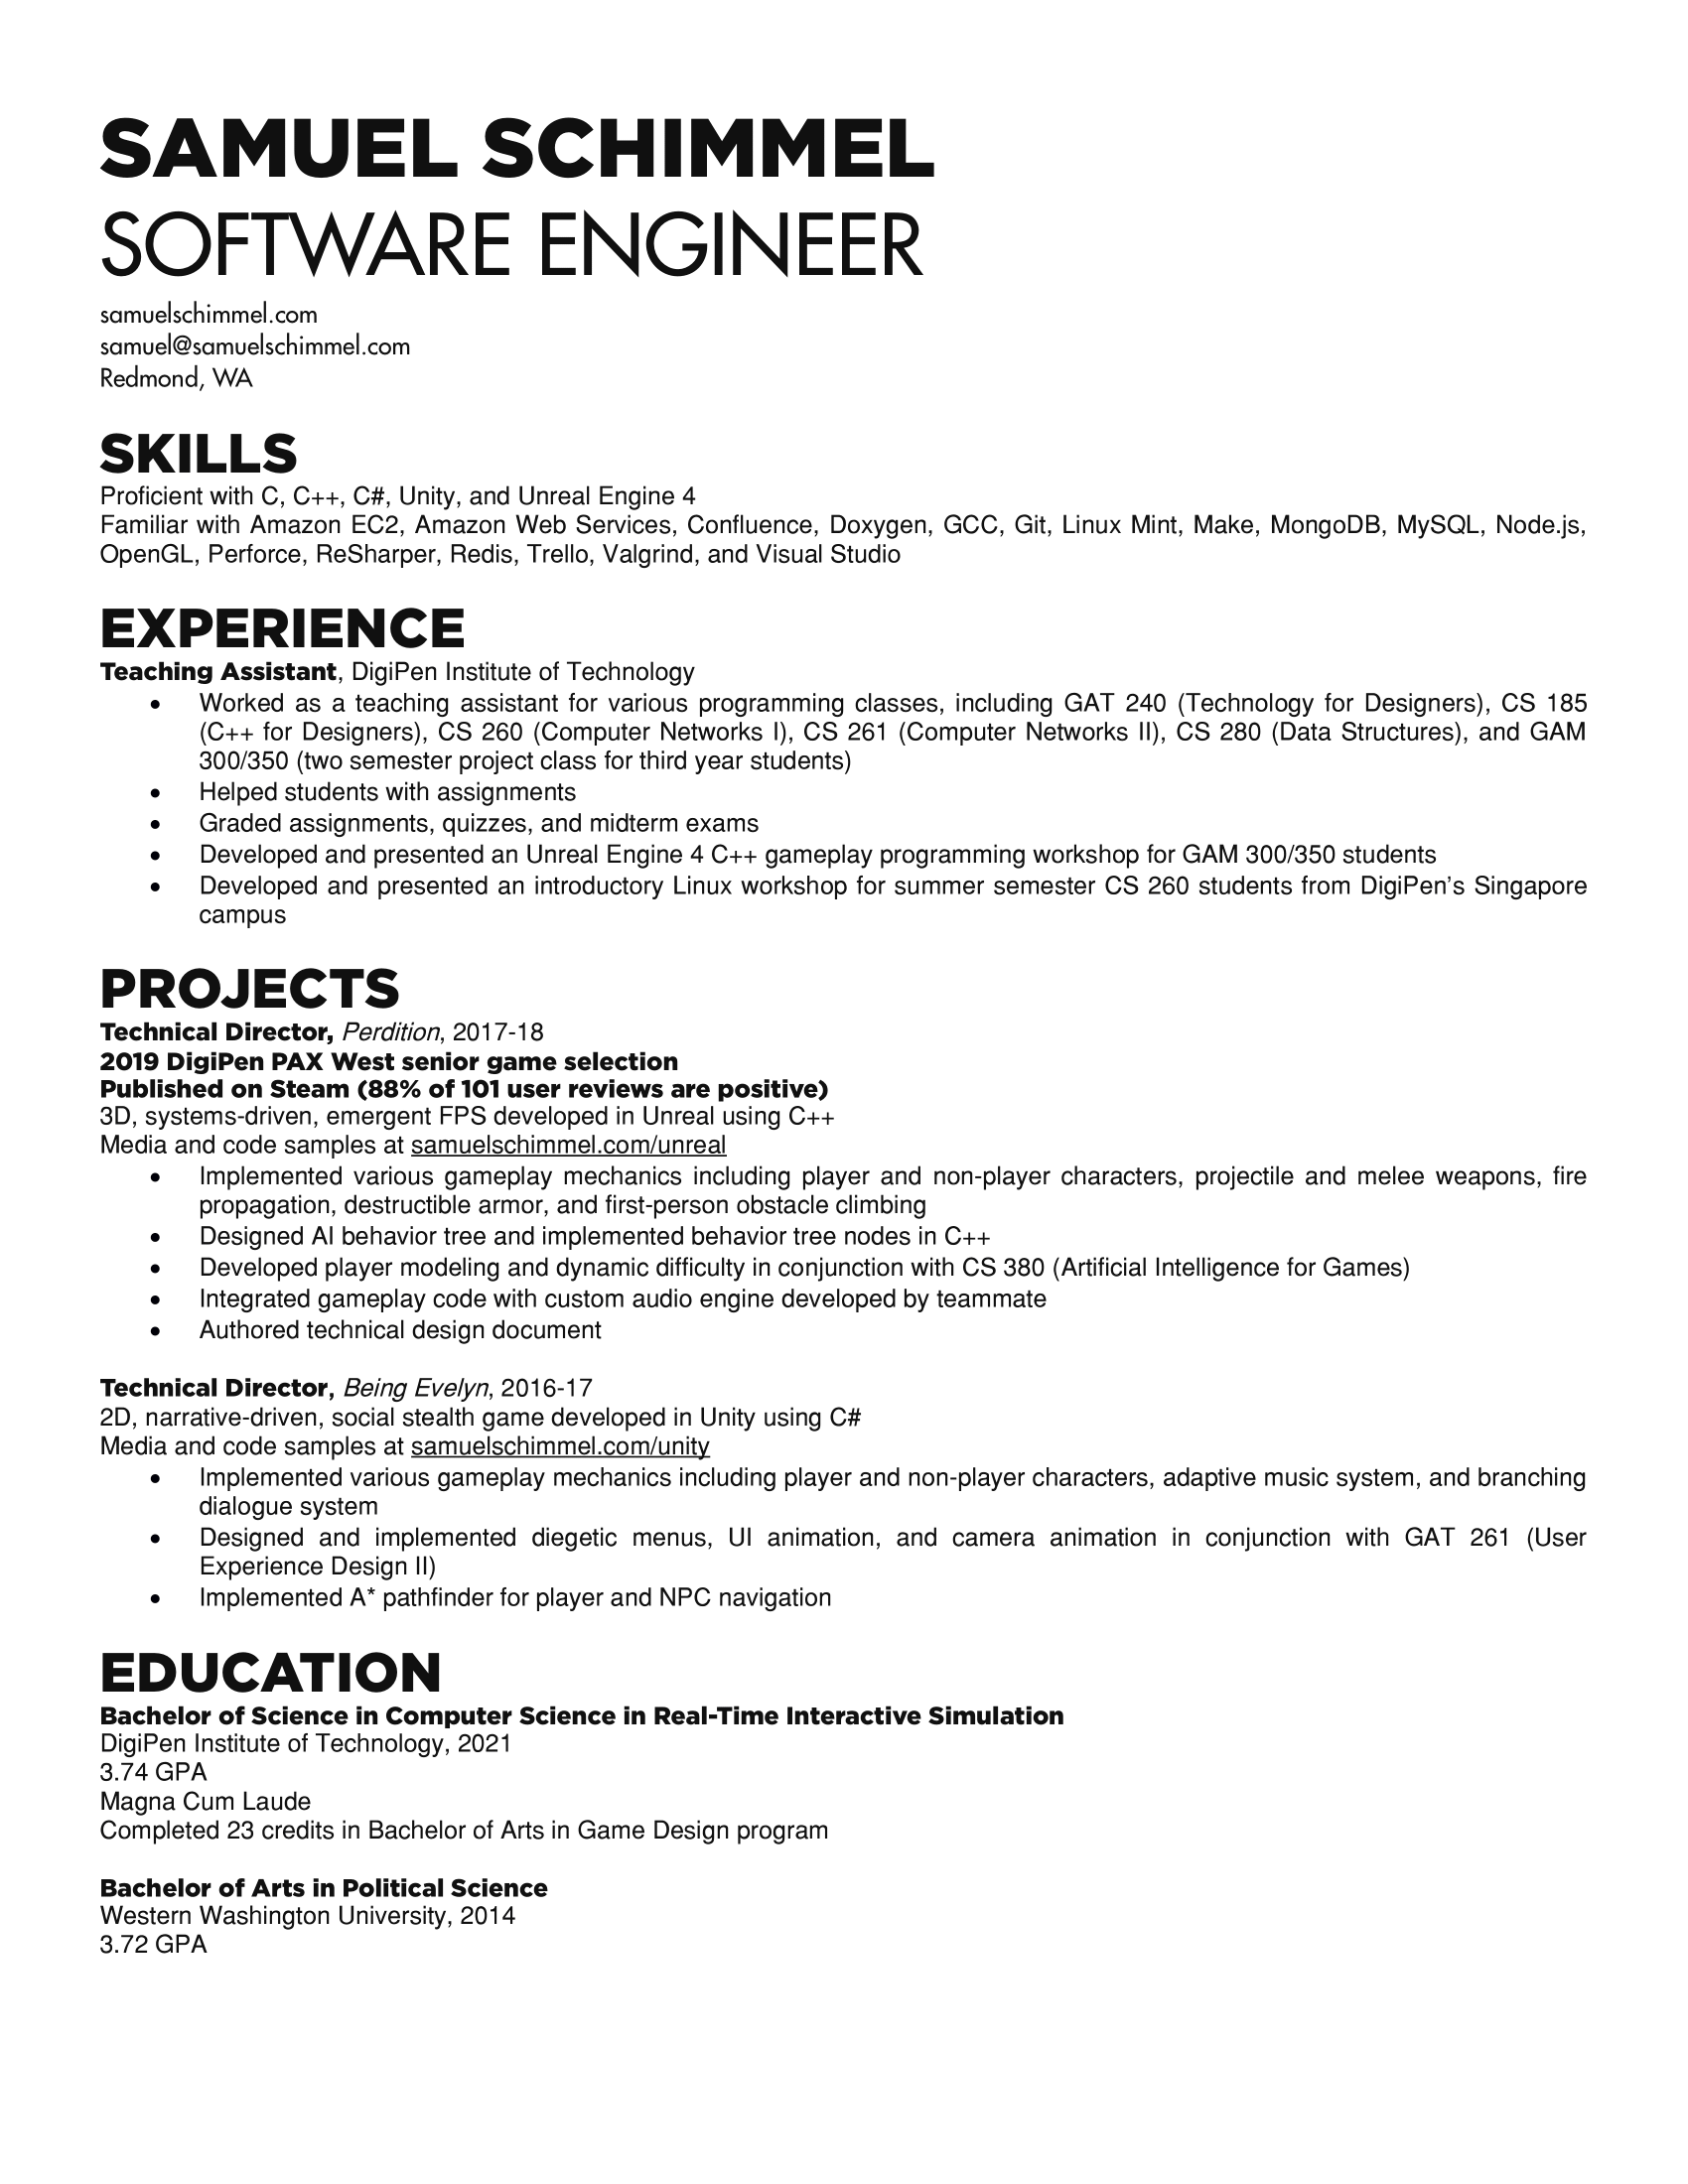 SAMUEL SCHIMMEL
SOFTWARE ENGINEER
samuelschimmel.com
samuel@samuelschimmel.com
Redmond, WA
SKILLS
Proficient with C, C++, C#, Unity, and Unreal Engine 4
Familiar with Amazon EC2, Amazon Web Services, Confluence, Doxygen, GCC, Git, Linux Mint, Make, MongoDB, MySQL, Node.js,
OpenGL, Perforce, ReSharper, Redis, Trello, Valgrind, and Visual Studio
EXPERIENCE
Teaching Assistant, DigiPen Institute of Technology
• Worked as a teaching assistant for various programming classes, including GAT 240 (Technology for Designers), CS 185
(C++ for Designers), CS 260 (Computer Networks I), CS 261 (Computer Networks II), CS 280 (Data Structures), and GAM
300/350 (two semester project class for third year students)
• Helped students with assignments
• Graded assignments, quizzes, and midterm exams
• Developed and presented an Unreal Engine 4 C++ gameplay programming workshop for GAM 300/350 students
• Developed and presented an introductory Linux workshop for summer semester CS 260 students from DigiPen’s Singapore
campus
PROJECTS
Technical Director, Perdition, 2017-18
2019 DigiPen PAX West senior game selection
Published on Steam (88% of 101 user reviews are positive)
3D, systems-driven, emergent FPS developed in Unreal using C++
Media and code samples at samuelschimmel.com/unreal
• Implemented various gameplay mechanics including player and non-player characters, projectile and melee weapons, fire
propagation, destructible armor, and first-person obstacle climbing
• Designed AI behavior tree and implemented behavior tree nodes in C++
• Developed player modeling and dynamic difficulty in conjunction with CS 380 (Artificial Intelligence for Games)
• Integrated gameplay code with custom audio engine developed by teammate
• Authored technical design document
Technical Director, Being Evelyn, 2016-17
2D, narrative-driven, social stealth game developed in Unity using C#
Media and code samples at samuelschimmel.com/unity
• Implemented various gameplay mechanics including player and non-player characters, adaptive music system, and branching
dialogue system
• Designed and implemented diegetic menus, UI animation, and camera animation in conjunction with GAT 261 (User
Experience Design II)
• Implemented A* pathfinder for player and NPC navigation
EDUCATION
Bachelor of Science in Computer Science in Real-Time Interactive Simulation
DigiPen Institute of Technology, 2021
3.74 GPA
Magna Cum Laude
Completed 23 credits in Bachelor of Arts in Game Design program
Bachelor of Arts in Political Science
Western Washington University, 2014
3.72 GPA